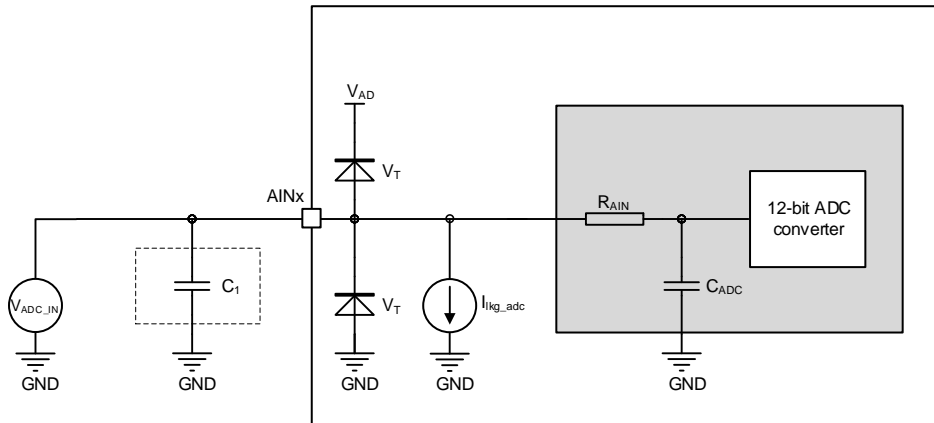 VAD
VT
AINx
RAIN
12-bit ADC
converter
VADC_IN
C1
VT
Ilkg_adc
CADC
GND
GND
GND
GND
GND